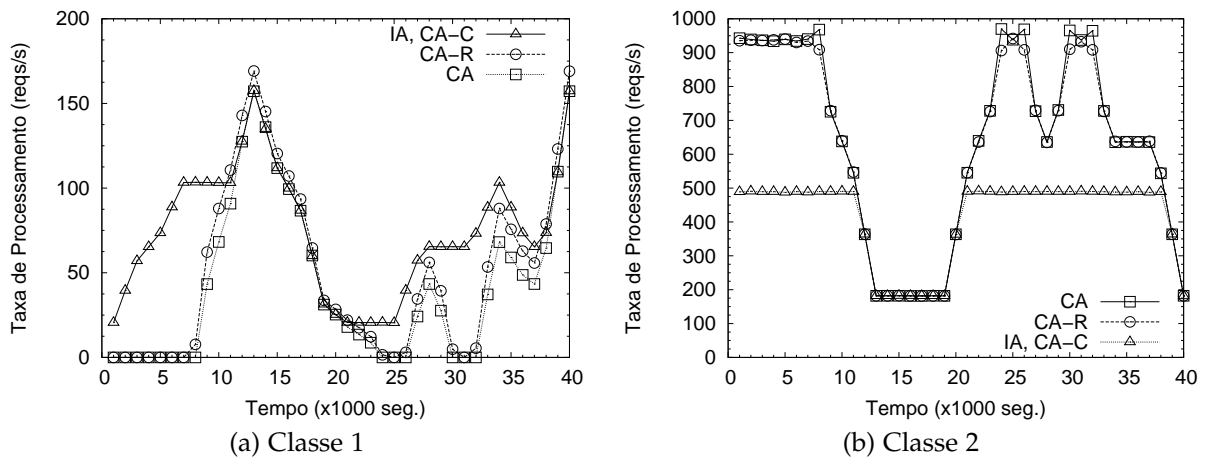 200
150
100
50
0
0 5 10 15 20 25 30 35 40
Taxa de Processamento (reqs/s)
Tempo (x1000 seg.)
IA, CA−C
CA−R
CA
(a) Classe 1
1000
900
800
700
600
500
400
300
200
100
0
0 5 10 15 20 25 30 35 40
Taxa de Processamento (reqs/s)
Tempo (x1000 seg.)
CA
CA−R
IA, CA−C
(b) Classe 2